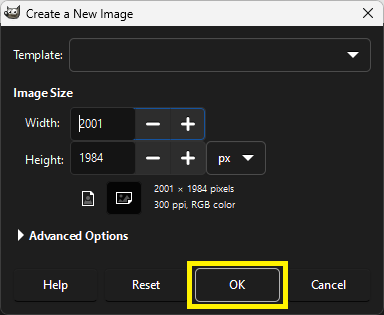 Create a New Image
Template:
Image Size
Width: 2001
Height: 1984 px
2001 × 1984 pixels
300 ppi, RGB color
Advanced Options
Help Reset OK Cancel